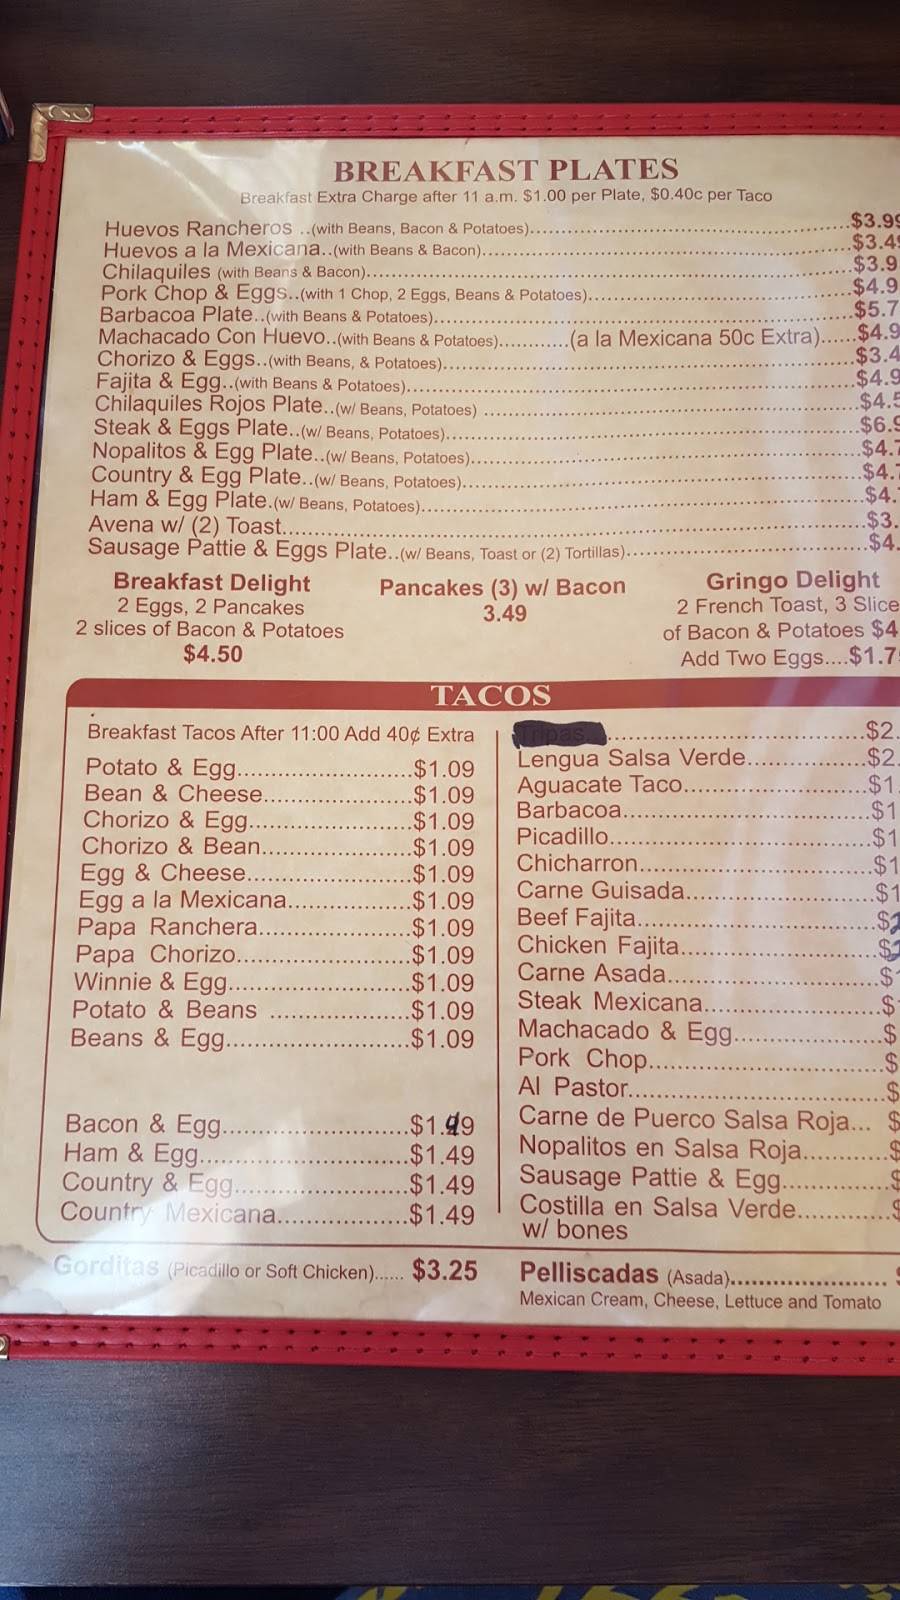 BREAKFAST PLATES
Breakfast Extra Charge after 11 a.m. $1.00 per Plate, $0.40c per Taco
Huevos Rancheros ..(with Beans, Bacon & Potatoes)..... $3.99
Huevos a la Mexicana..(with Beans & Bacon)..... $3.4
Chilaquiles (with Beans & Bacon)..... $3.9
Pork Chop & Eggs..(with 1 Chop, 2 Eggs, Beans & Potatoes)..... $4.9
Barbacoa Plate..(with Beans & Potatoes)..... $5.7
Machacado Con Huevo..(with Beans & Potatoes)..... (a la Mexicana 50c Extra)..... $4.9
Chorizo & Eggs..(with Beans, & Potatoes)..... $3.4
Fajita & Egg..(with Beans & Potatoes)..... $4.9
Chilaquiles Rojos Plate..(w/ Beans, Potatoes) ..... $4.5
Steak & Eggs Plate..(w/ Beans, Potatoes)..... $6.9
Nopalitos & Egg Plate..(w/ Beans, Potatoes)..... $4.7
Country & Egg Plate..(w/ Beans, Potatoes)..... $4.7
Ham & Egg Plate.(w/ Beans, Potatoes)..... $4.
Avena w/ (2) Toast..... $3.
Sausage Pattie & Eggs Plate..(w/ Beans, Toast or (2) Tortillas)..... $4.
Breakfast Delight
2 Eggs, 2 Pancakes
2 slices of Bacon & Potatoes
$4.50
Pancakes (3) w/ Bacon
3.49
Gringo Delight
2 French Toast, 3 Slice
of Bacon & Potatoes $4
Add Two Eggs....$1.7
TACOS
Breakfast Tacos After 11:00 Add 40¢ Extra
Potato & Egg..... $1.09
Bean & Cheese..... $1.09
Chorizo & Egg..... $1.09
Chorizo & Bean..... $1.09
Egg & Cheese..... $1.09
Egg a la Mexicana..... $1.09
Papa Ranchera..... $1.09
Papa Chorizo..... $1.09
Winnie & Egg..... $1.09
Potato & Beans ..... $1.09
Beans & Egg..... $1.09
Bacon & Egg..... $1.99
Ham & Egg..... $1.49
Country & Egg..... $1.49
Country Mexicana..... $1.49
Tripas..... $2.
Lengua Salsa Verde..... $2.
Aguacate Taco..... $1.
Barbacoa..... $1
Picadillo..... $1
Chicharron..... $1
Carne Guisada..... $1
Beef Fajita..... $2
Chicken Fajita..... $2
Carne Asada..... $
Steak Mexicana..... $
Machacado & Egg..... $
Pork Chop..... $
Al Pastor..... $
Carne de Puerco Salsa Roja... $
Nopalitos en Salsa Roja..... $
Sausage Pattie & Egg..... $
Costilla en Salsa Verde..... $
w/ bones
Gorditas (Picadillo or Soft Chicken)...... $3.25
Pelliscadas (Asada)..... $
Mexican Cream, Cheese, Lettuce and Tomato